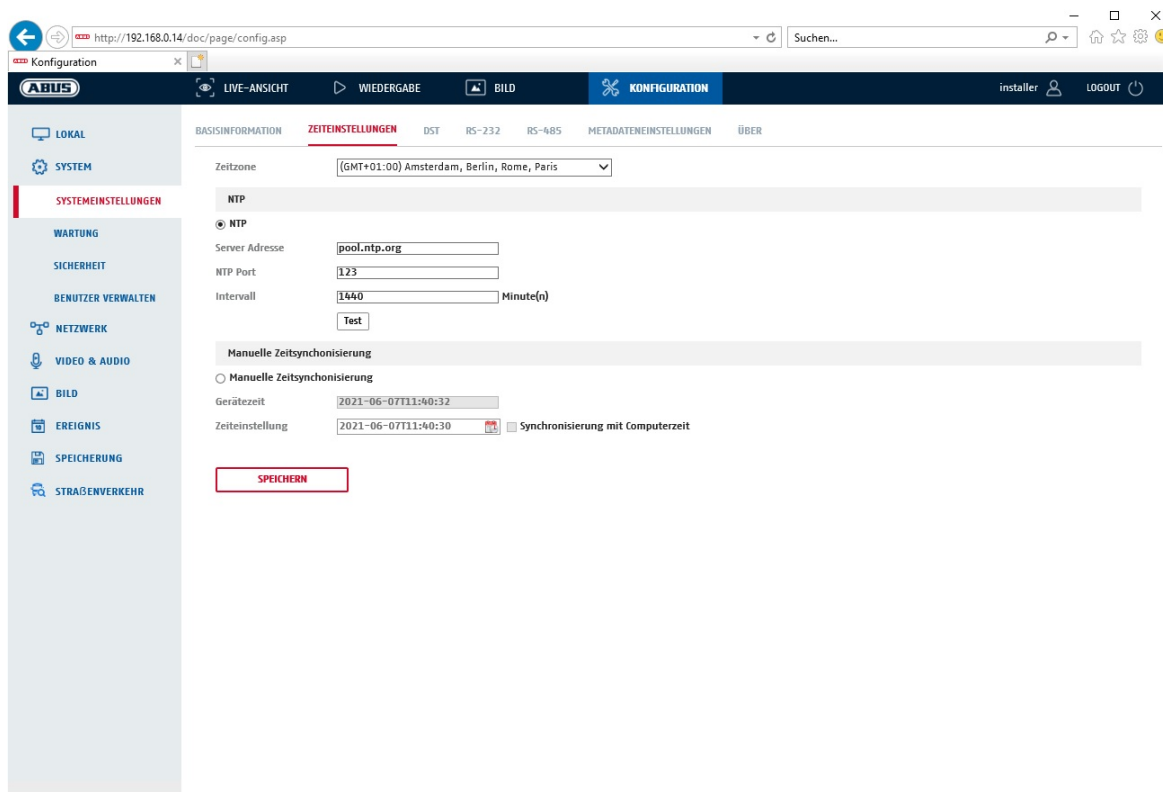 http://192.168.0.14/doc/page/config.asp Suchen...
Konfiguration
ABUS LIVE-ANSICHT WIEDERGABE BILD KONFIGURATION installer LOGOUT
LOKAL
SYSTEM
SYSTEMEINSTELLUNGEN
WARTUNG
SICHERHEIT
BENUTZER VERWALTEN
NETZWERK
VIDEO & AUDIO
BILD
EREIGNIS
SPEICHERUNG
STRAßENVERKEHR
BASISINFORMATION ZEITEINSTELLUNGEN DST RS-232 RS-485 METADATENEINSTELLUNGEN ÜBER
Zeitzone (GMT+01:00) Amsterdam, Berlin, Rome, Paris
NTP
NTP
Server Adresse pool.ntp.org
NTP Port 123
Intervall 1440 Minute(n)
Test
Manuelle Zeitsynchonisierung
Manuelle Zeitsynchonisierung
Gerätezeit 2021-06-07T11:40:32
Zeiteinstellung 2021-06-07T11:40:30 Synchronisierung mit Computerzeit
SPEICHERN